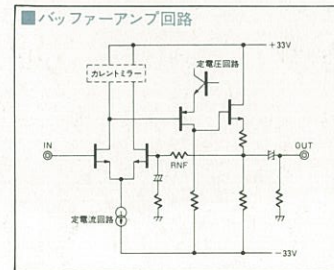 ■バッファーアンプ回路
+33V
定電圧回路
カレントミラー
IN
RNF
OUT
定電流回路
-33V